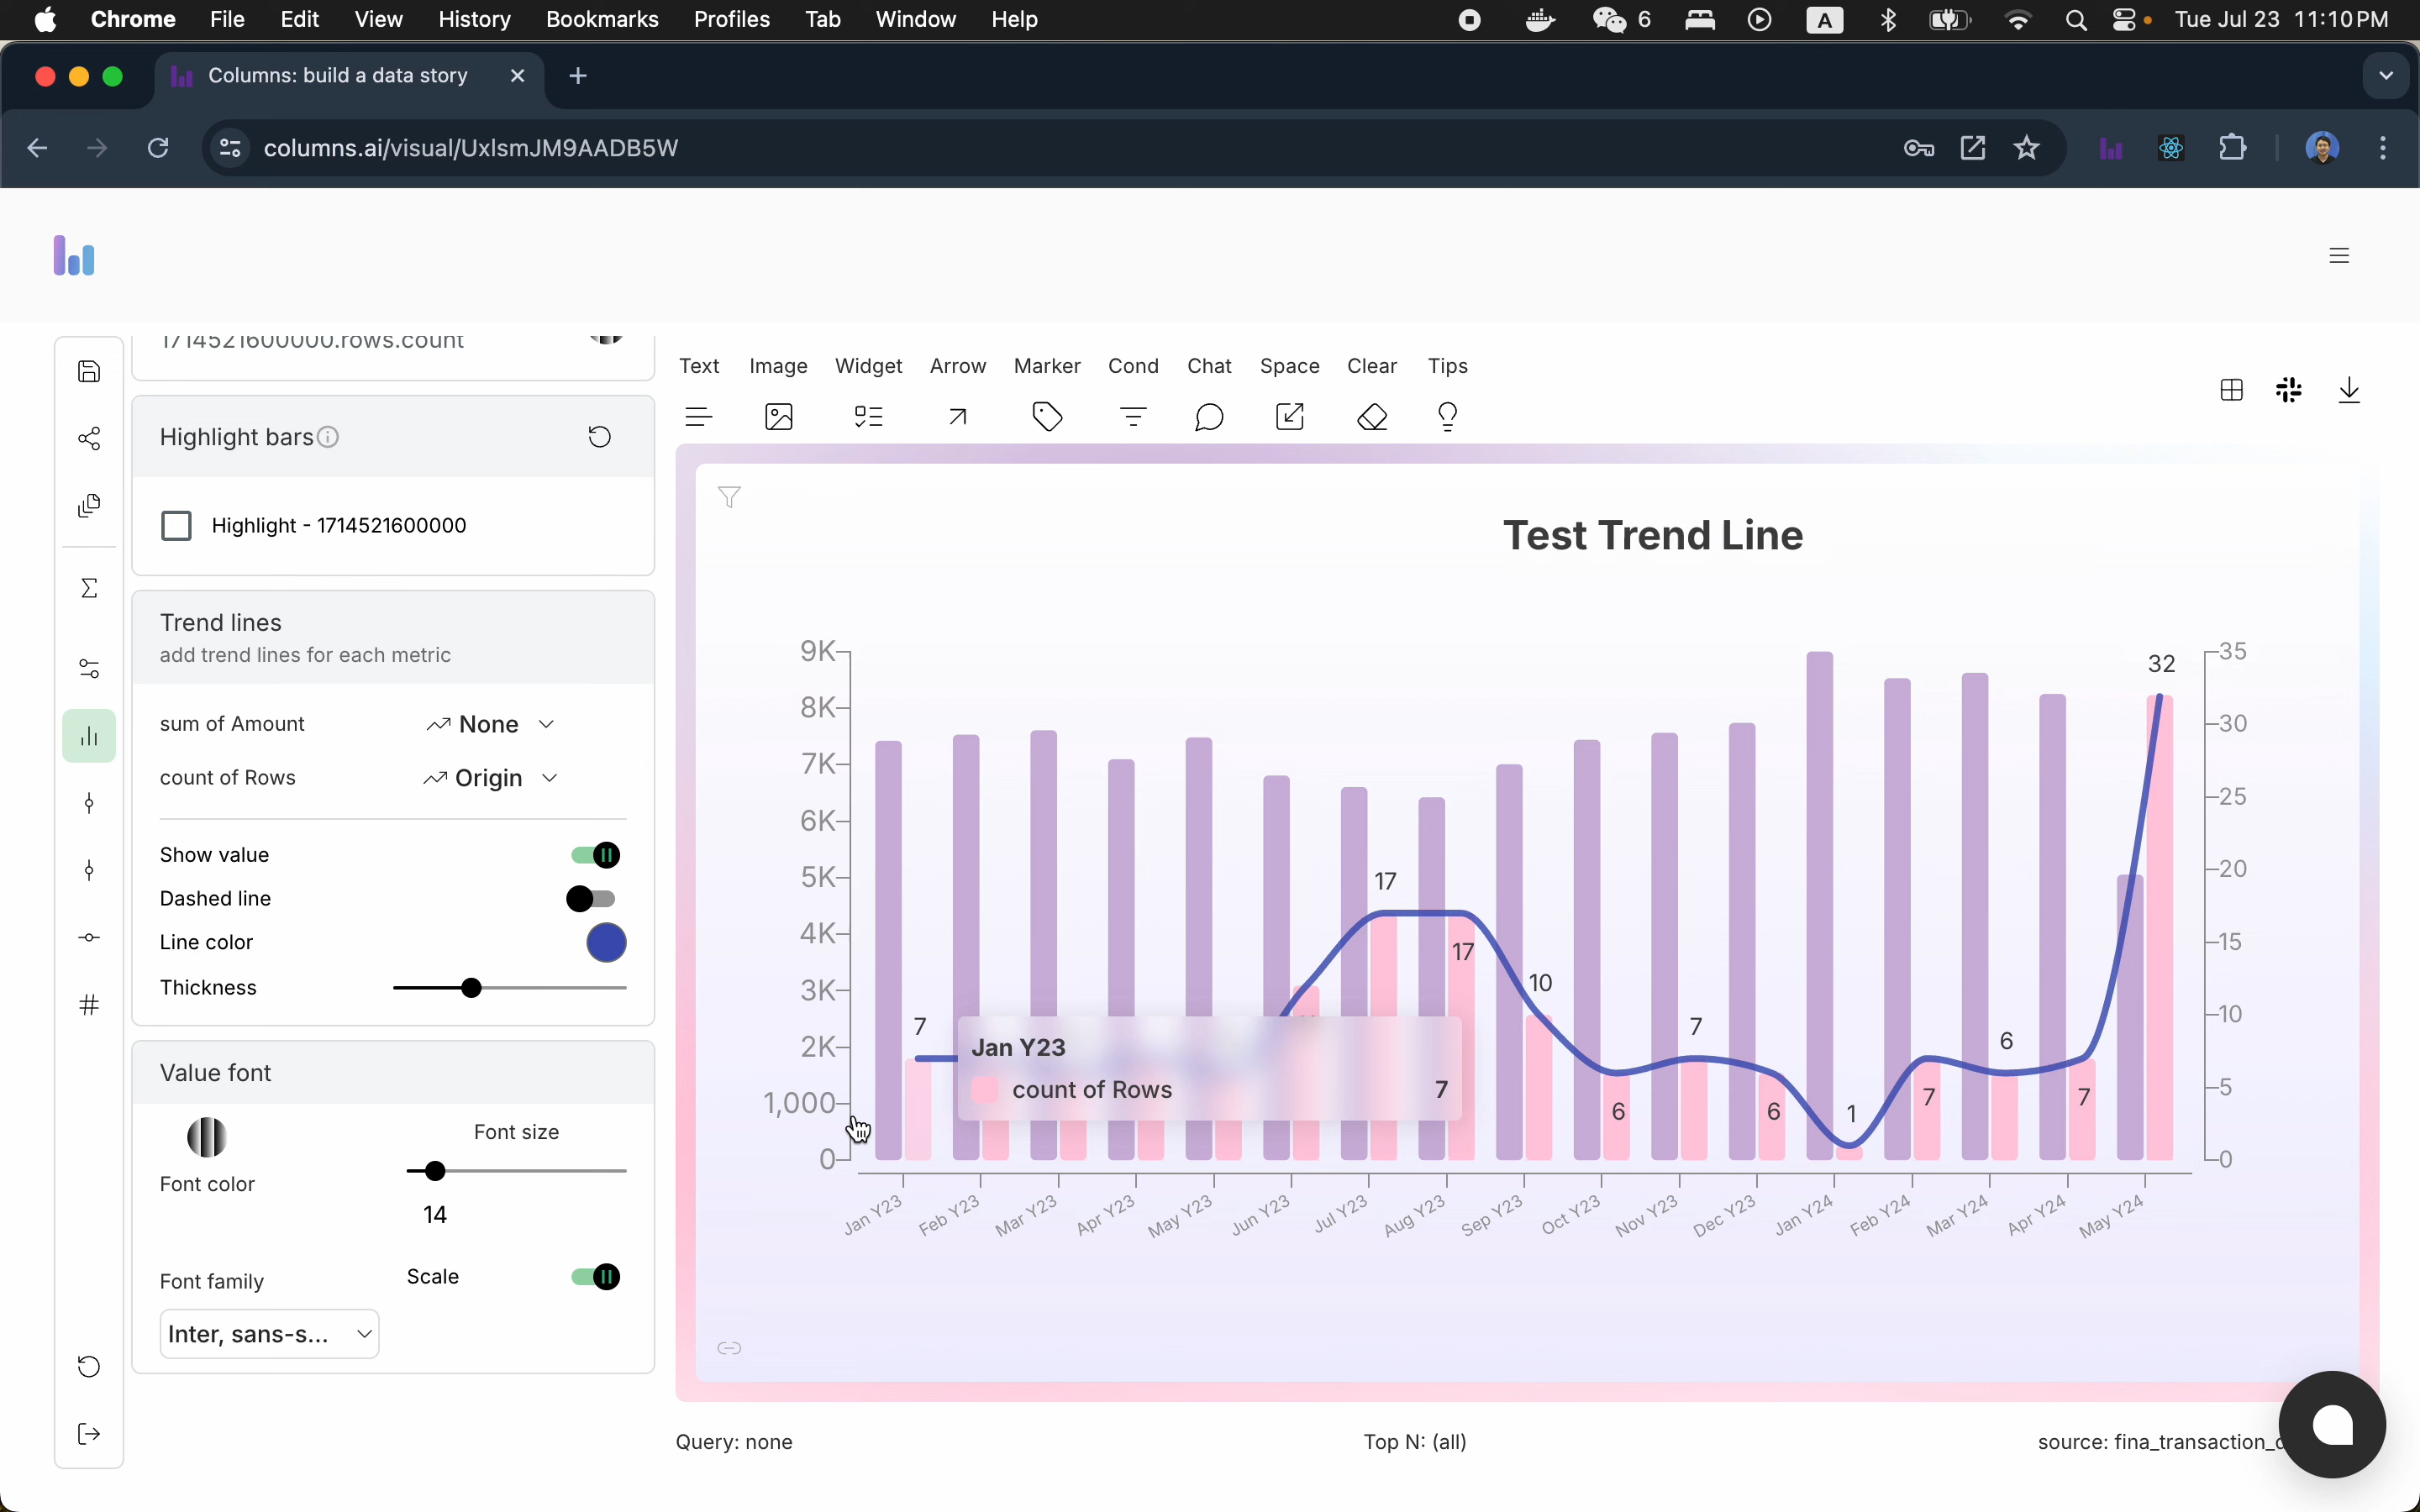 Chrome File Edit View History Bookmarks Profiles Tab Window Help 6 A Tue Jul 23 11:10 PM
Columns: build a data story
columns.ai/visual/UxlsmJM9AADB5W
1714521600000.rows.count
Highlight bars
Highlight - 1714521600000
Trend lines
add trend lines for each metric
sum of Amount None
count of Rows Origin
Show value
Dashed line
Line color
Thickness
Value font
Font size
Font color
14
Font family
Scale
Inter, sans-s...
Text Image Widget Arrow Marker Cond Chat Space Clear Tips
Test Trend Line
9K
8K
7K
6K
5K
4K
3K
2K
1,000
0
35
30
25
20
15
10
5
0
7
17
17
10
6
7
6
1
7
6
7
32
Jan Y23
count of Rows 7
Jan Y23 Feb Y23 Mar Y23 Apr Y23 May Y23 Jun Y23 Jul Y23 Aug Y23 Sep Y23 Oct Y23 Nov Y23 Dec Y23 Jan Y24 Feb Y24 Mar Y24 Apr Y24 May Y24
Query: none Top N: (all) source: fina_transaction_